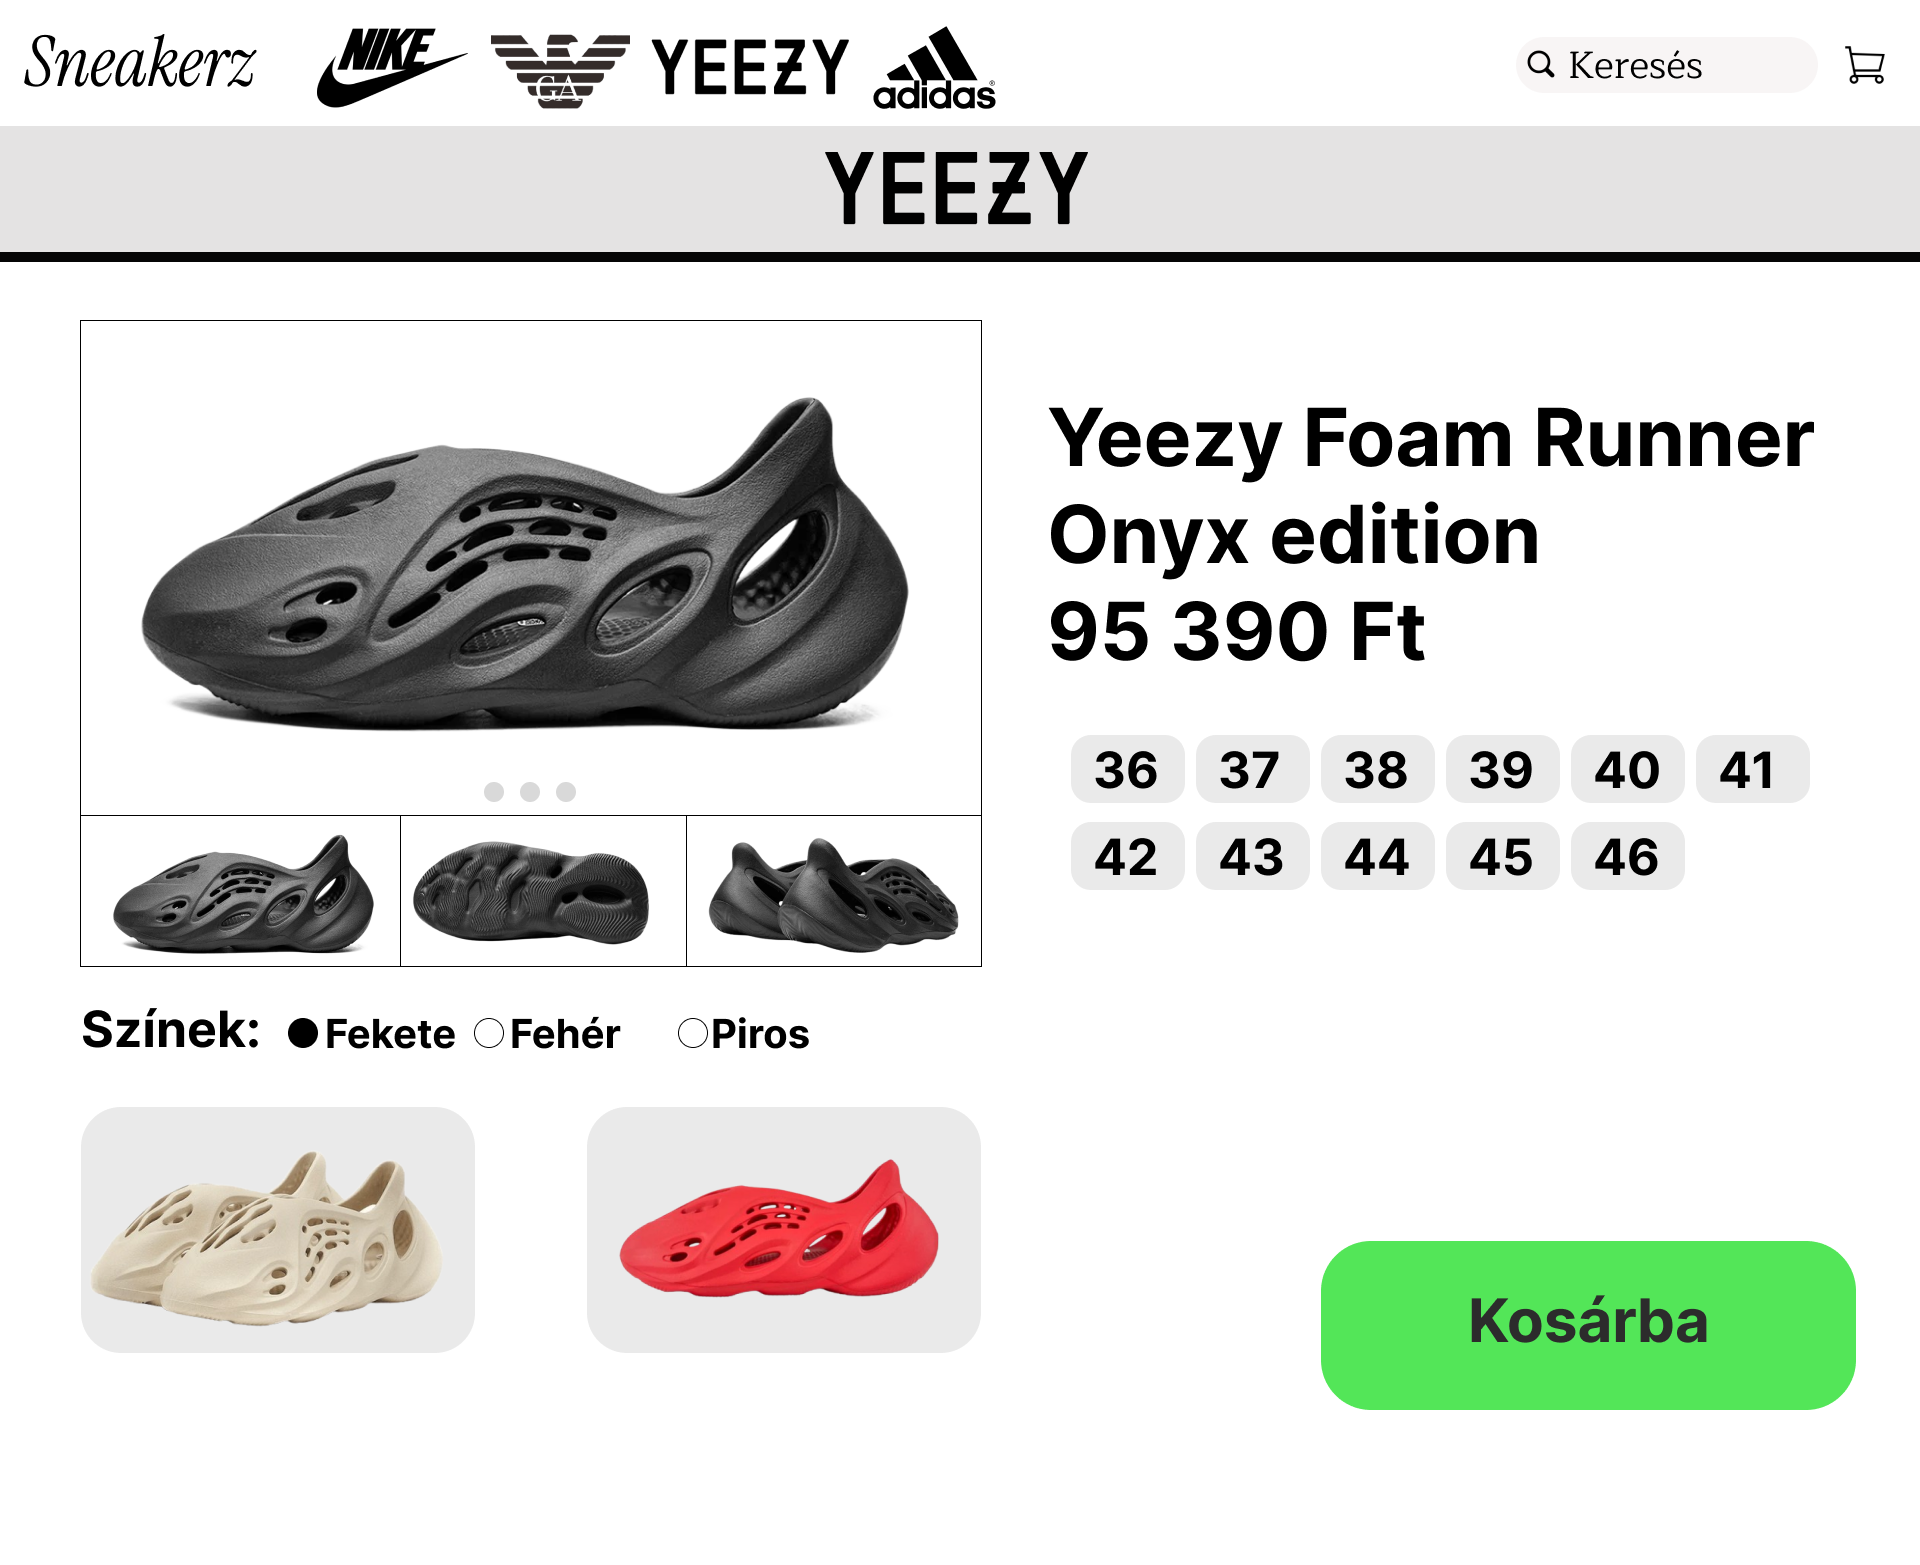 Sneakerz
NIKE
GA
YEEZY
adidas
Keresés
YEEZY
Yeezy Foam Runner
Onyx edition
95 390 Ft
36 37 38 39 40 41
42 43 44 45 46
Színek: Fekete Fehér Piros
Kosárba